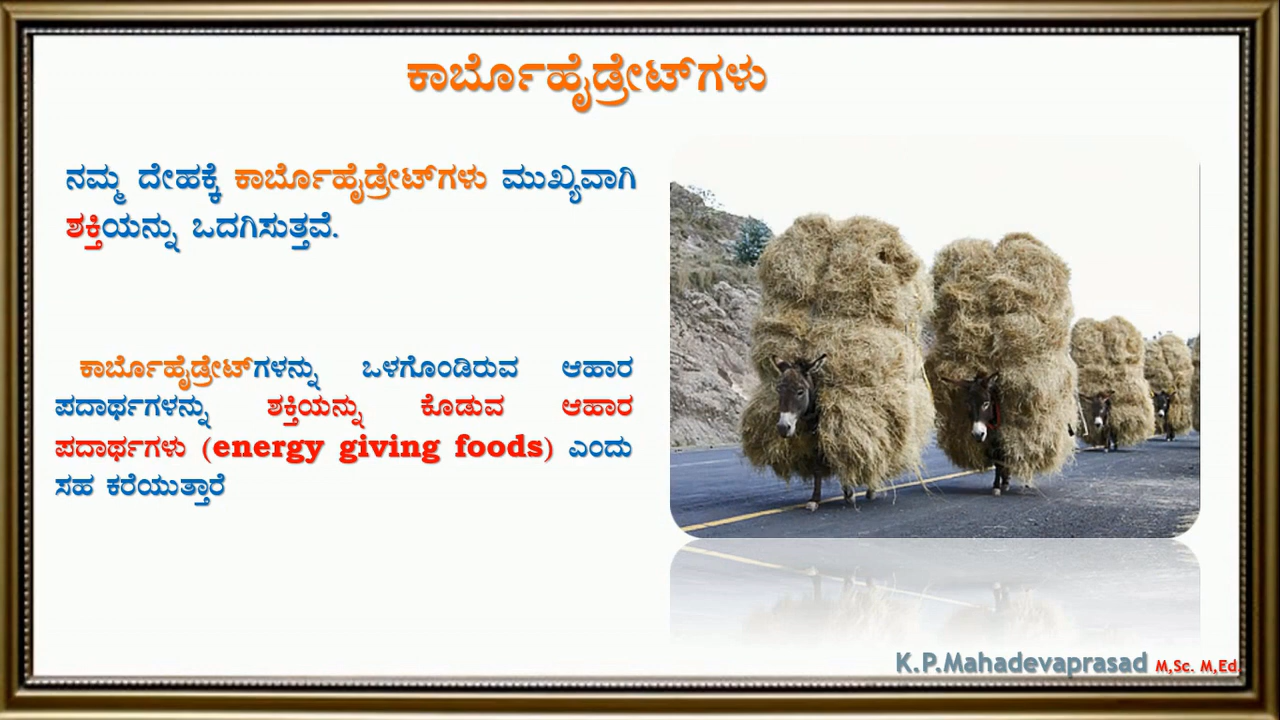 ಕಾರ್ಬೊಹೈಡ್ರೇಟ್‌ಗಳು
ನಮ್ಮ ದೇಹಕ್ಕೆ ಕಾರ್ಬೊಹೈಡ್ರೇಟ್‌ಗಳು ಮುಖ್ಯವಾಗಿ
ಶಕ್ತಿಯನ್ನು ಒದಗಿಸುತ್ತವೆ.
ಕಾರ್ಬೊಹೈಡ್ರೇಟ್‌ಗಳನ್ನು ಒಳಗೊಂಡಿರುವ ಆಹಾರ
ಪದಾರ್ಥಗಳನ್ನು ಶಕ್ತಿಯನ್ನು ಕೊಡುವ ಆಹಾರ
ಪದಾರ್ಥಗಳು (energy giving foods) ಎಂದು
ಸಹ ಕರೆಯುತ್ತಾರೆ
K.P.Mahadevaprasad M,Sc. M,Ed.